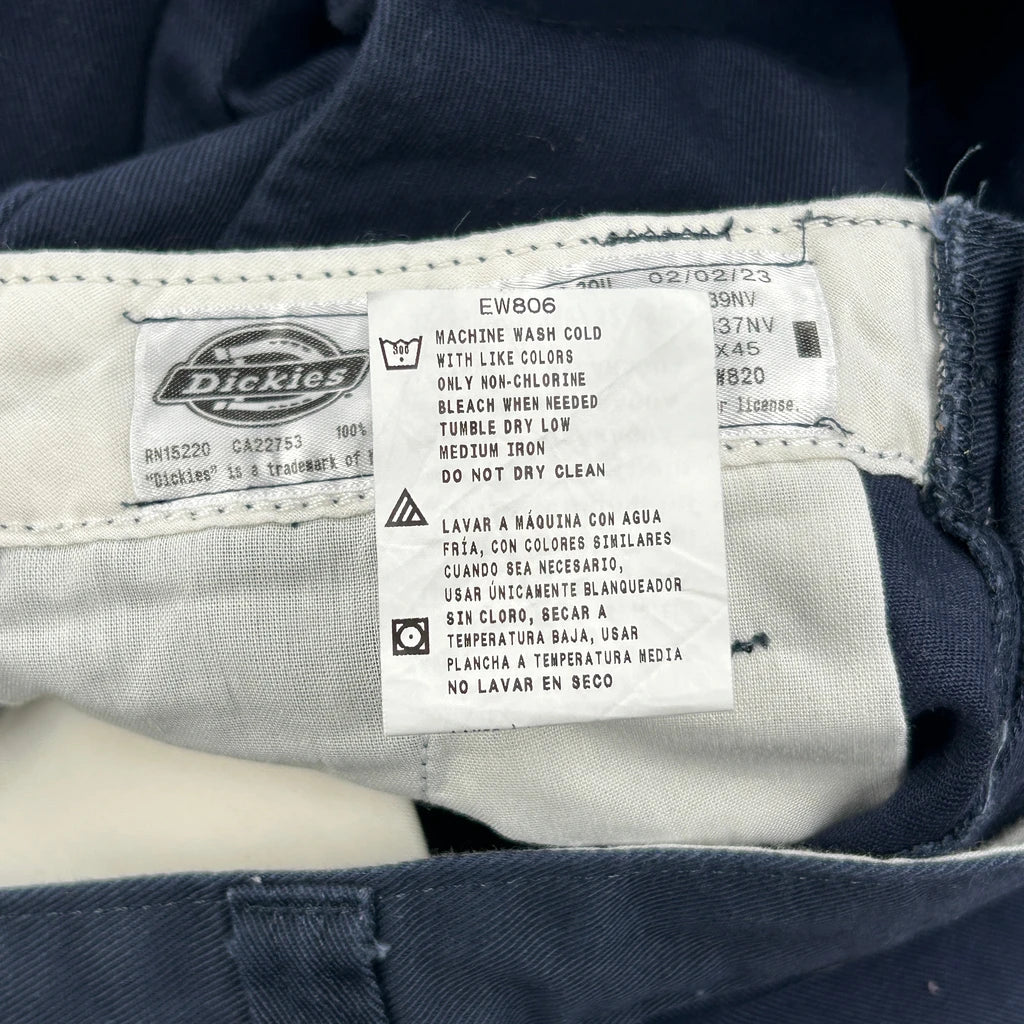 Dickies
RN15220 CA22753 100%
"Dickies" is a trademark of
02/02/23
39NV
37NV
X45
W820
license.
EW806
MACHINE WASH COLD
WITH LIKE COLORS
ONLY NON-CHLORINE
BLEACH WHEN NEEDED
TUMBLE DRY LOW
MEDIUM IRON
DO NOT DRY CLEAN
LAVAR A MÁQUINA CON AGUA
FRÍA, CON COLORES SIMILARES
CUANDO SEA NECESARIO,
USAR ÚNICAMENTE BLANQUEADOR
SIN CLORO, SECAR A
TEMPERATURA BAJA, USAR
PLANCHA A TEMPERATURA MEDIA
NO LAVAR EN SECO